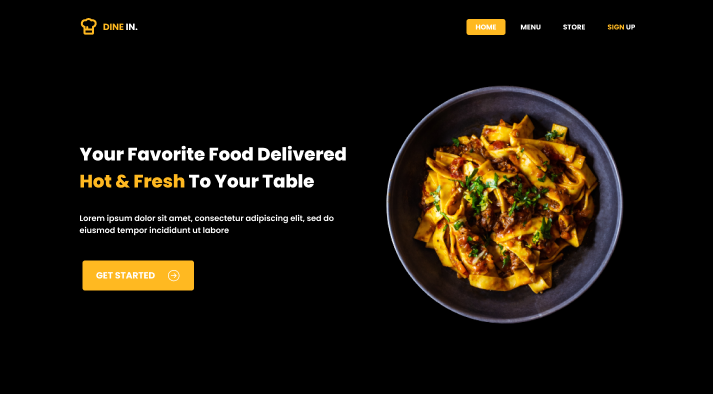 DINE IN.
HOME MENU STORE SIGN UP
Your Favorite Food Delivered
Hot & Fresh To Your Table
Lorem ipsum dolor sit amet, consectetur adipiscing elit, sed do
eiusmod tempor incididunt ut labore
GET STARTED